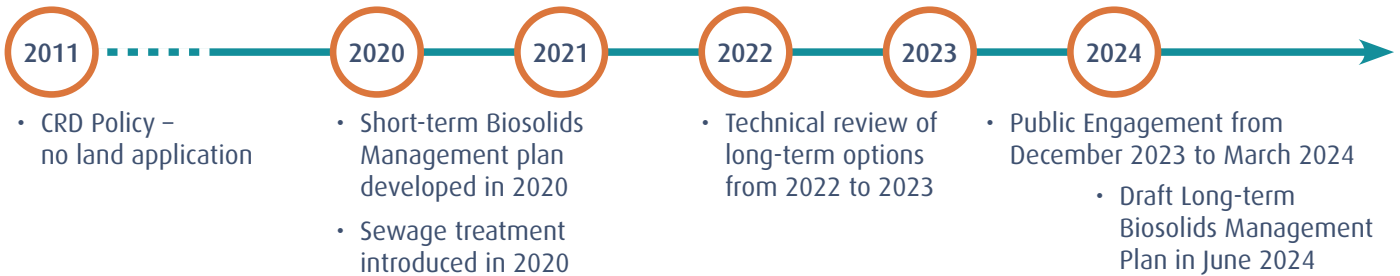 2011
2020
2021
2022
2023
2024
• CRD Policy –
no land application
• Short-term Biosolids
Management plan
developed in 2020
• Sewage treatment
introduced in 2020
• Technical review of
long-term options
from 2022 to 2023
• Public Engagement from
December 2023 to March 2024
• Draft Long-term
Biosolids Management
Plan in June 2024